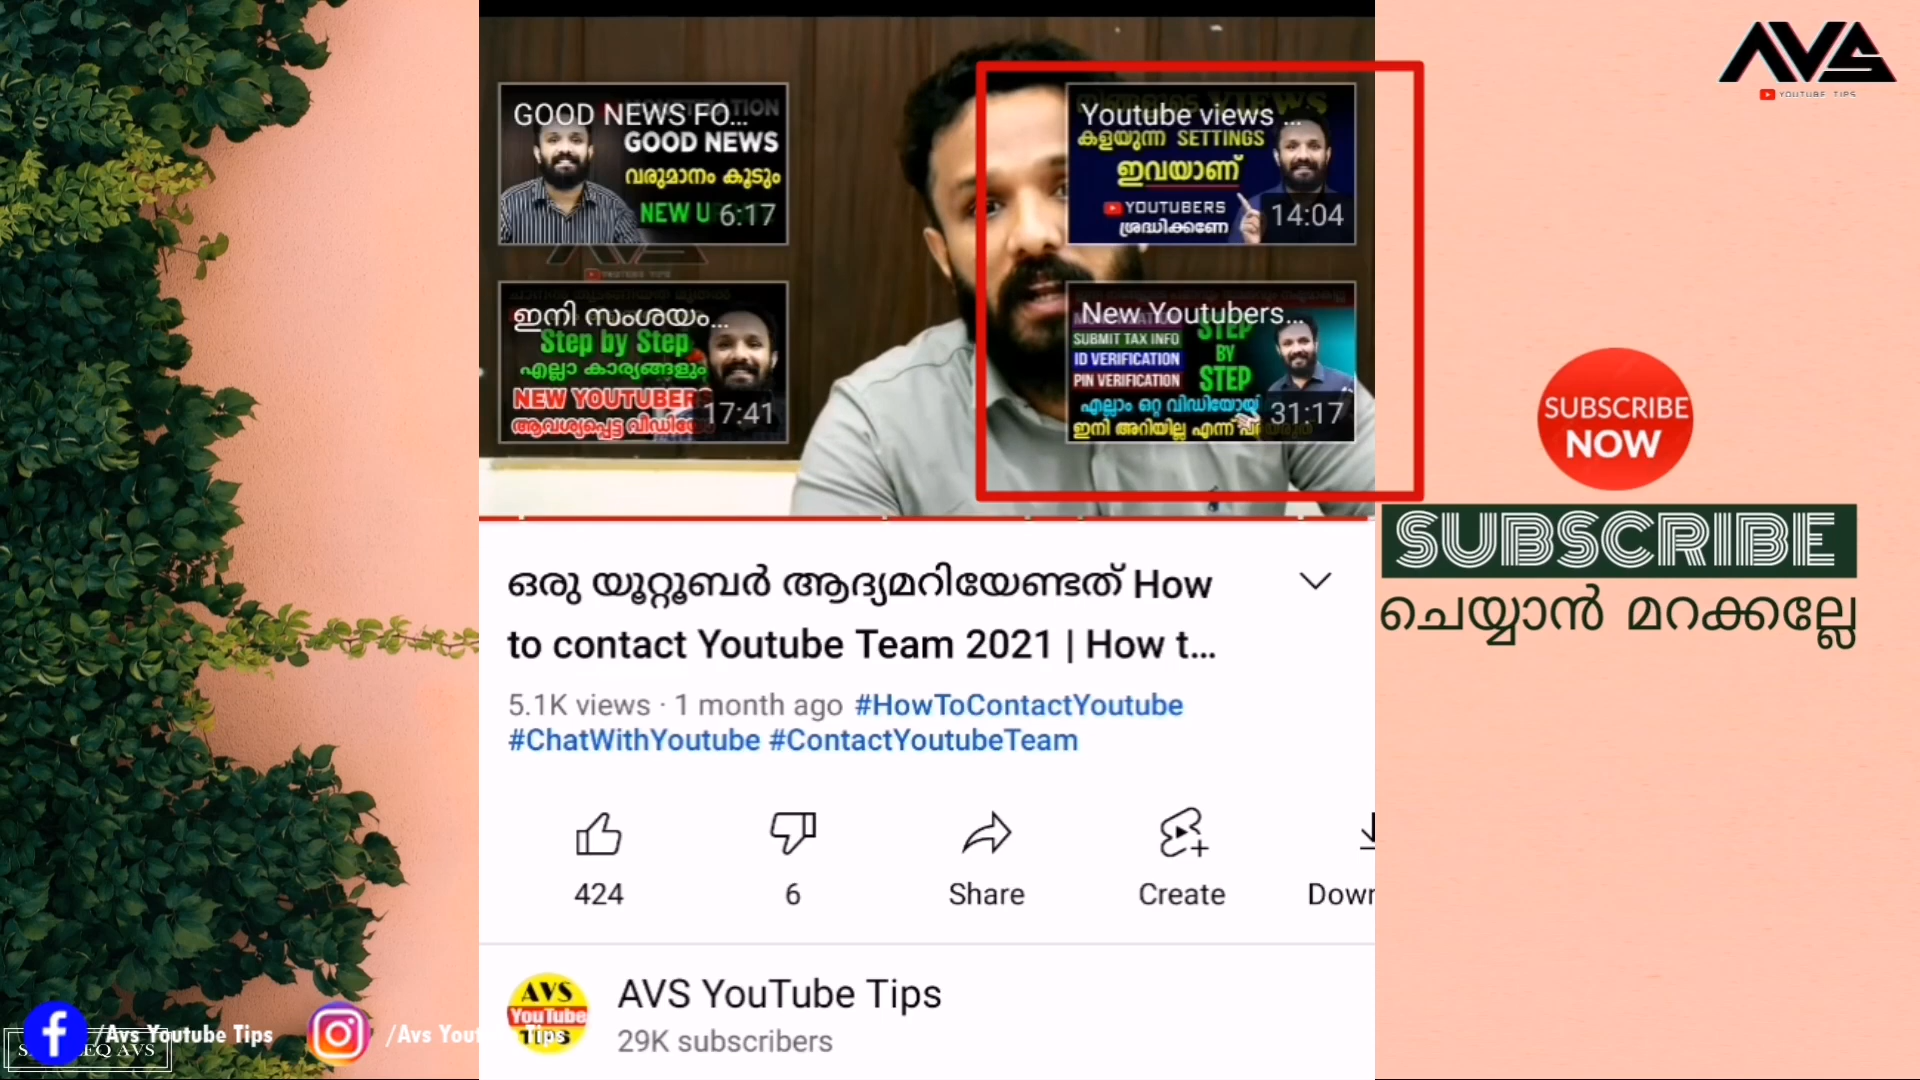 AVS
YOUTUBE TIPS
GOOD NEWS FO...
GOOD NEWS
വരുമാനം കൂടും
NEW U
6:17
Youtube views ...
VIEWS
കളയുന്ന SETTINGS
ഇവയാണ്
YOUTUBERS
ശ്രദ്ധിക്കണേ
14:04
ഇനി സംശയം...
Step by Step
എല്ലാ കാര്യങ്ങളും
NEW YOUTUBERS
ആവശ്യപ്പെട്ട വീഡിയോ
17:41
New Youtubers...
SUBMIT TAX INFO
ID VERIFICATION
PIN VERIFICATION
STEP
BY
STEP
എല്ലാം ഒറ്റ വിഡിയോയിൽ
ഇനി അറിയില്ല എന്ന്
31:17
SUBSCRIBE
NOW
SUBSCRIBE
ചെയ്യാൻ മറക്കല്ലേ
ഒരു യൂറ്റൂബർ ആദ്യമറിയേണ്ടത് How
to contact Youtube Team 2021 | How t...
5.1K views · 1 month ago #HowToContactYoutube
#ChatWithYoutube #ContactYoutubeTeam
424
6
Share
Create
Down
AVS
YouTube
TIPS
AVS YouTube Tips
29K subscribers
/Avs Youtube Tips
/Avs Youtube Tips
AVS